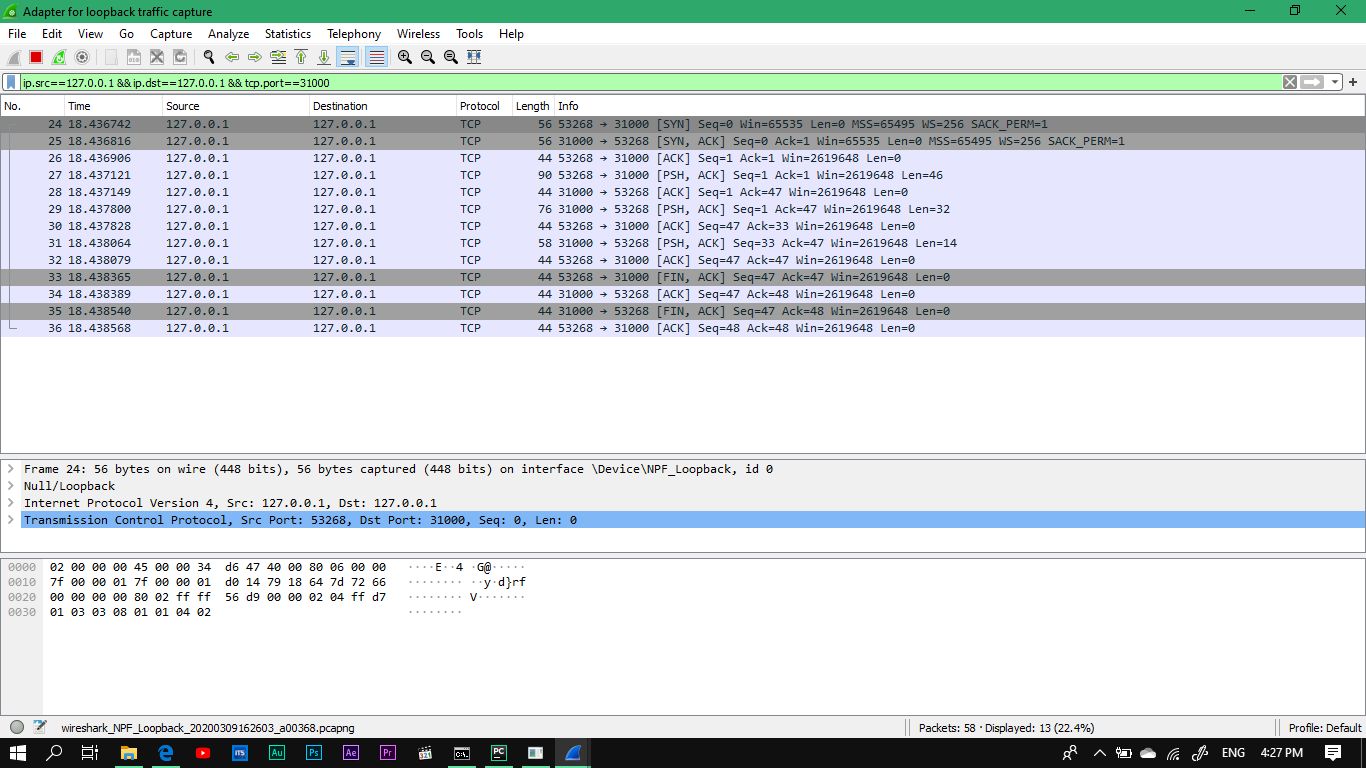 Adapter for loopback traffic capture
File Edit View Go Capture Analyze Statistics Telephony Wireless Tools Help
ip.src==127.0.0.1 && ip.dst==127.0.0.1 && tcp.port==31000
No. Time Source Destination Protocol Length Info
24 18.436742 127.0.0.1 127.0.0.1 TCP 56 53268 → 31000 [SYN] Seq=0 Win=65535 Len=0 MSS=65495 WS=256 SACK_PERM=1
25 18.436816 127.0.0.1 127.0.0.1 TCP 56 31000 → 53268 [SYN, ACK] Seq=0 Ack=1 Win=65535 Len=0 MSS=65495 WS=256 SACK_PERM=1
26 18.436906 127.0.0.1 127.0.0.1 TCP 44 53268 → 31000 [ACK] Seq=1 Ack=1 Win=2619648 Len=0
27 18.437121 127.0.0.1 127.0.0.1 TCP 90 53268 → 31000 [PSH, ACK] Seq=1 Ack=1 Win=2619648 Len=46
28 18.437149 127.0.0.1 127.0.0.1 TCP 44 31000 → 53268 [ACK] Seq=1 Ack=47 Win=2619648 Len=0
29 18.437800 127.0.0.1 127.0.0.1 TCP 76 31000 → 53268 [PSH, ACK] Seq=1 Ack=47 Win=2619648 Len=32
30 18.437828 127.0.0.1 127.0.0.1 TCP 44 53268 → 31000 [ACK] Seq=47 Ack=33 Win=2619648 Len=0
31 18.438064 127.0.0.1 127.0.0.1 TCP 58 31000 → 53268 [PSH, ACK] Seq=33 Ack=47 Win=2619648 Len=14
32 18.438079 127.0.0.1 127.0.0.1 TCP 44 53268 → 31000 [ACK] Seq=47 Ack=47 Win=2619648 Len=0
33 18.438365 127.0.0.1 127.0.0.1 TCP 44 53268 → 31000 [FIN, ACK] Seq=47 Ack=47 Win=2619648 Len=0
34 18.438389 127.0.0.1 127.0.0.1 TCP 44 31000 → 53268 [ACK] Seq=47 Ack=48 Win=2619648 Len=0
35 18.438540 127.0.0.1 127.0.0.1 TCP 44 31000 → 53268 [FIN, ACK] Seq=47 Ack=48 Win=2619648 Len=0
36 18.438568 127.0.0.1 127.0.0.1 TCP 44 53268 → 31000 [ACK] Seq=48 Ack=48 Win=2619648 Len=0
Frame 24: 56 bytes on wire (448 bits), 56 bytes captured (448 bits) on interface \Device\NPF_Loopback, id 0
Null/Loopback
Internet Protocol Version 4, Src: 127.0.0.1, Dst: 127.0.0.1
Transmission Control Protocol, Src Port: 53268, Dst Port: 31000, Seq: 0, Len: 0
0000 02 00 00 00 45 00 00 34 d6 47 40 00 80 06 00 00 ····E··4 ·G@·····
0010 7f 00 00 01 7f 00 00 01 d0 14 79 18 64 7d 72 66 ········ ··y·d}rf
0020 00 00 00 00 80 02 ff ff 56 d9 00 00 02 04 ff d7 ········ V·······
0030 01 03 03 08 01 01 04 02 ········
wireshark_NPF_Loopback_20200309162603_a00368.pcapng Packets: 58 · Displayed: 13 (22.4%) Profile: Default
ITS Au Ps Ae Pr C:\. PC ENG 4:27 PM